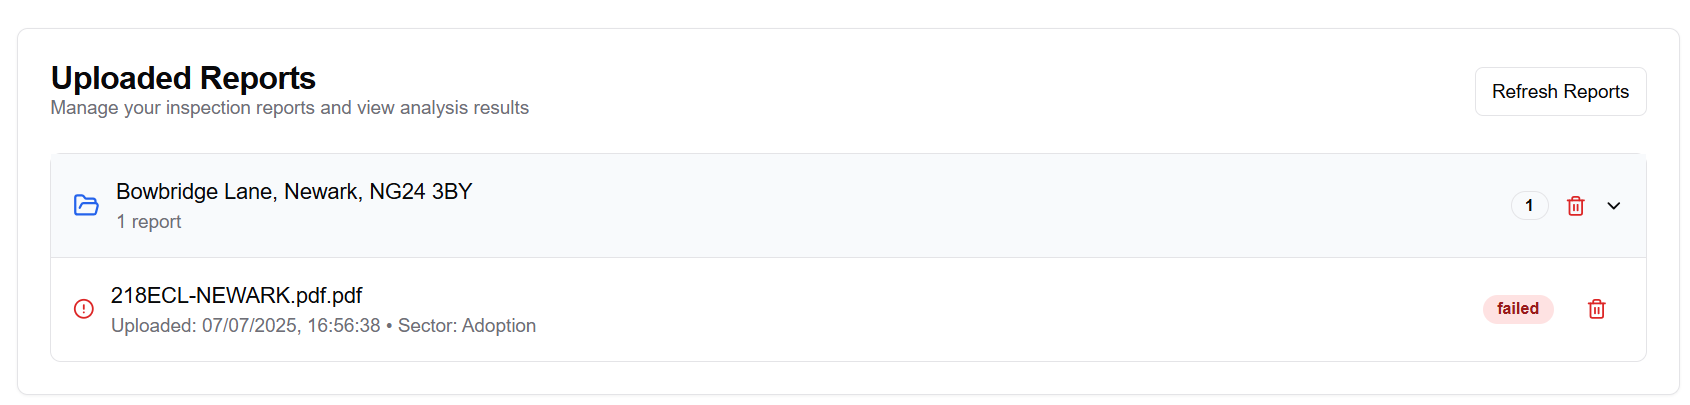 Uploaded Reports
Manage your inspection reports and view analysis results
Refresh Reports
Bowbridge Lane, Newark, NG24 3BY
1 report
1
218ECL-NEWARK.pdf.pdf
Uploaded: 07/07/2025, 16:56:38 • Sector: Adoption
failed